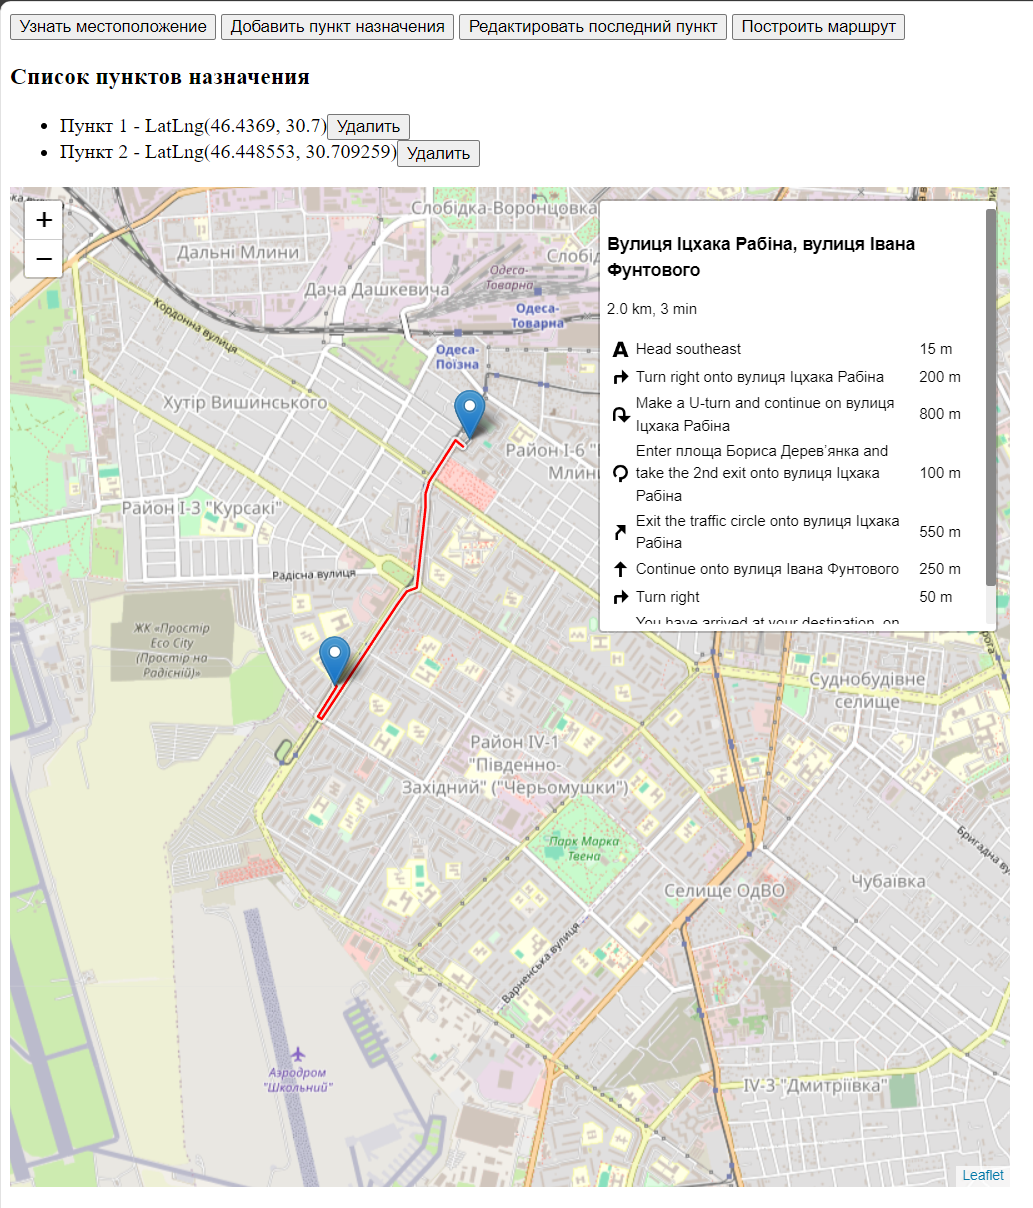 Узнать местоположение Добавить пункт назначения Редактировать последний пункт Построить маршрут
Список пунктов назначения
Пункт 1 - LatLng(46.4369, 30.7) Удалить
Пункт 2 - LatLng(46.448553, 30.709259) Удалить
+
−
Вулиця Іцхака Рабіна, вулиця Івана
Фунтового
2.0 km, 3 min
Head southeast 15 m
Turn right onto вулиця Іцхака Рабіна 200 m
Make a U-turn and continue on вулиця
Іцхака Рабіна 800 m
Enter площа Бориса Дерев’янка and
take the 2nd exit onto вулиця Іцхака
Рабіна 100 m
Exit the traffic circle onto вулиця Іцхака
Рабіна 550 m
Continue onto вулиця Івана Фунтового 250 m
Turn right 50 m
You have arrived at your destination, on
Слобідка-Воронцовка
Дальні Млини
Слобід
Одеса-
Товарна
Дача Дашкевича
Одеса-
Товарна
Кордонна вулиця
Одеса-
Поїзна
Хутір Вишинського
Район І-6 "
Млини
Район І-3 "Курсакі"
Радісна вулиця
ЖК «Простір
Eco City
(Простір на
Радісній)»
Суднобудівне
селище
Район IV-1
"Південно-
Західний" ("Черьомушки")
Парк Марка
Твена
Бригадна ву
Селище ОдВО
Чубаївка
Варненська вулиця
Аэродром
"Школьний"
IV-3 "Дмитріївка"
Leaflet